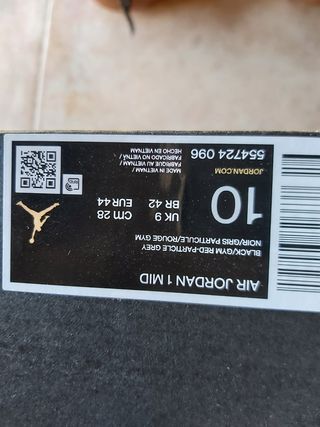 AIR JORDAN 1 MID
BLACK/GYM RED-PARTICLE GREY
NOIR/GRIS PARTICULE/ROUGE GYM
10
UK 9
cm 28
BR 42
EUR 44
554724 096
JORDAN.COM
MADE IN VIETNAM
/ FABRIQUÉ AU VIETNAM
/ FABRICADO NO VIETNÃ
/ HECHO EN VIETNAM